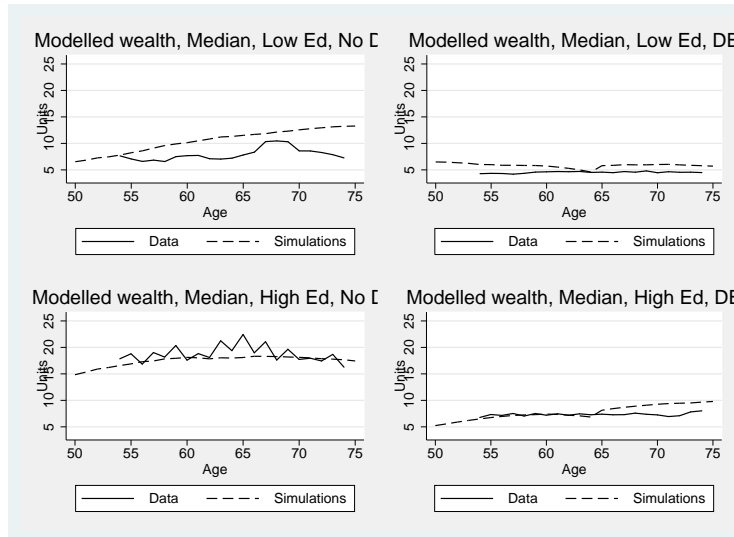 Modelled wealth, Median, Low Ed, No D
Units
5 10 15 20 25
50 55 60 65 70 75
Age
Data Simulations
Modelled wealth, Median, Low Ed, DB
Units
5 10 15 20 25
50 55 60 65 70 75
Age
Data Simulations
Modelled wealth, Median, High Ed, No D
Units
5 10 15 20 25
50 55 60 65 70 75
Age
Data Simulations
Modelled wealth, Median, High Ed, DB
Units
5 10 15 20 25
50 55 60 65 70 75
Age
Data Simulations